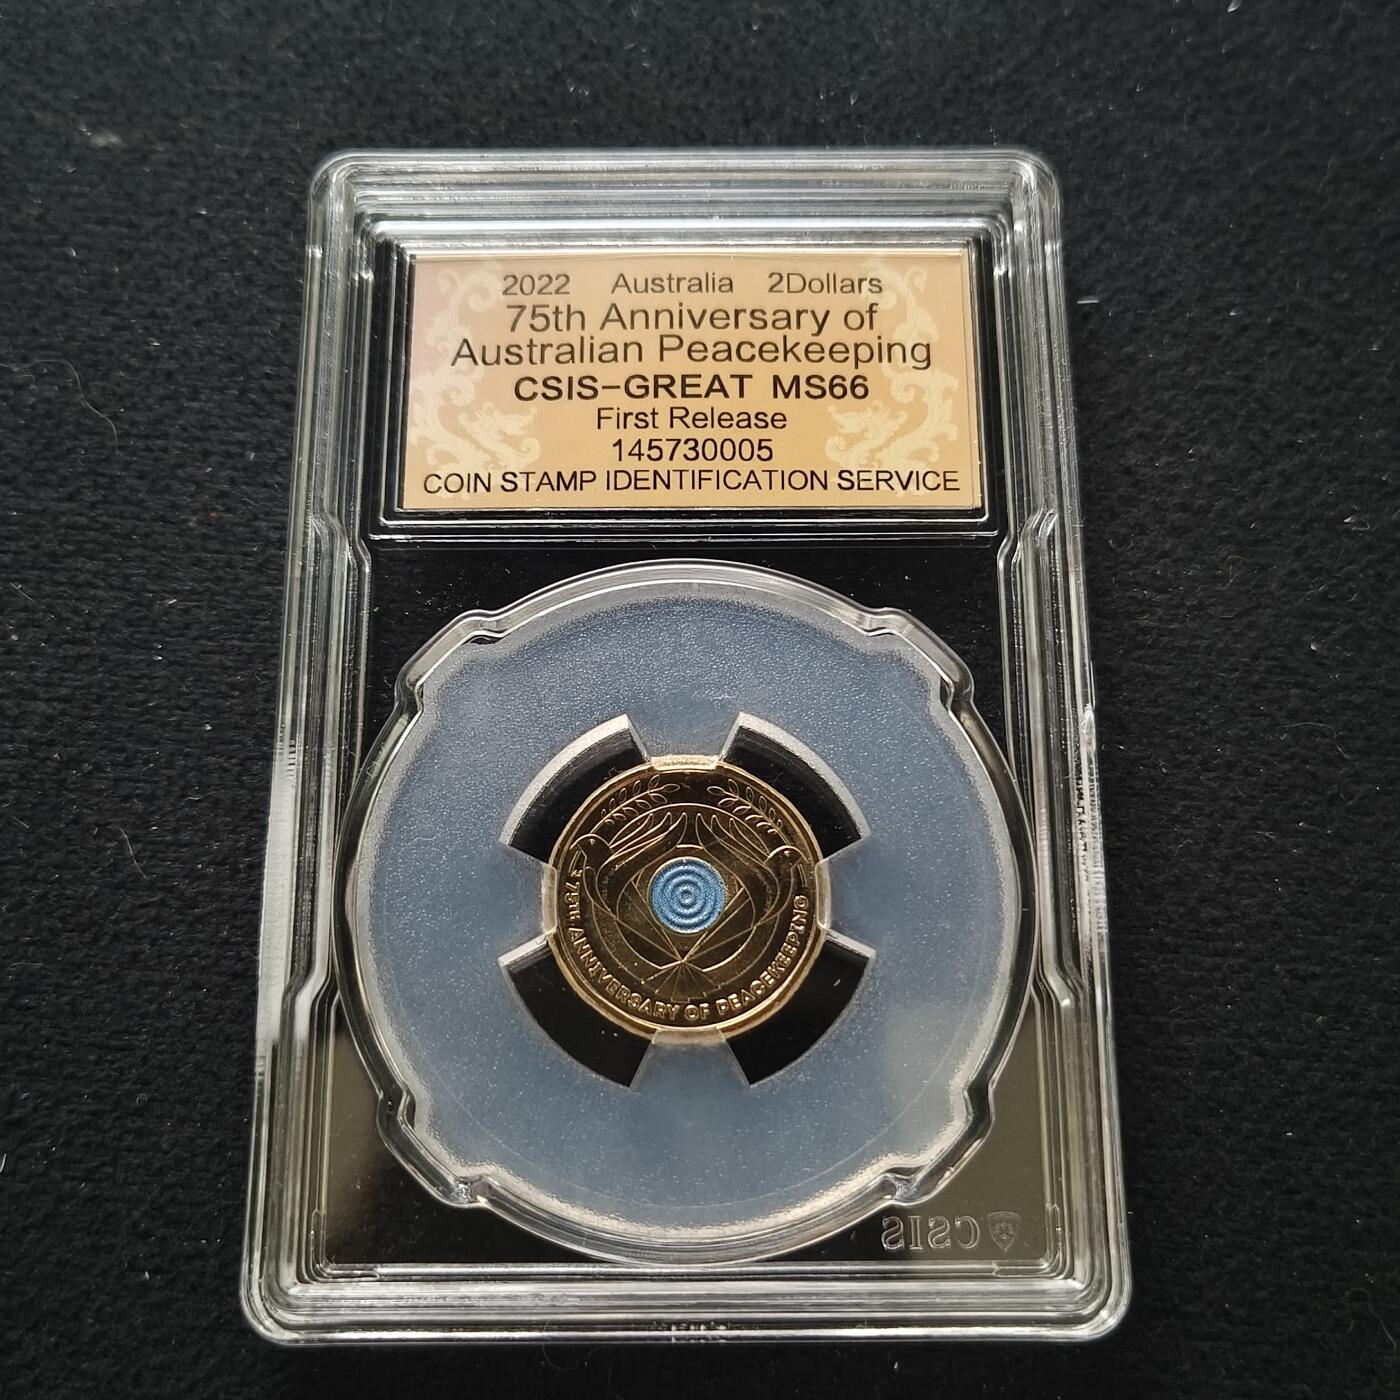 2022 Australia 2Dollars
75th Anniversary of
Australian Peacekeeping
CSIS-GREAT MS66
First Release
145730005
COIN STAMP IDENTIFICATION SERVICE
75th ANNIVERSARY OF PEACEKEEPING
CSIS